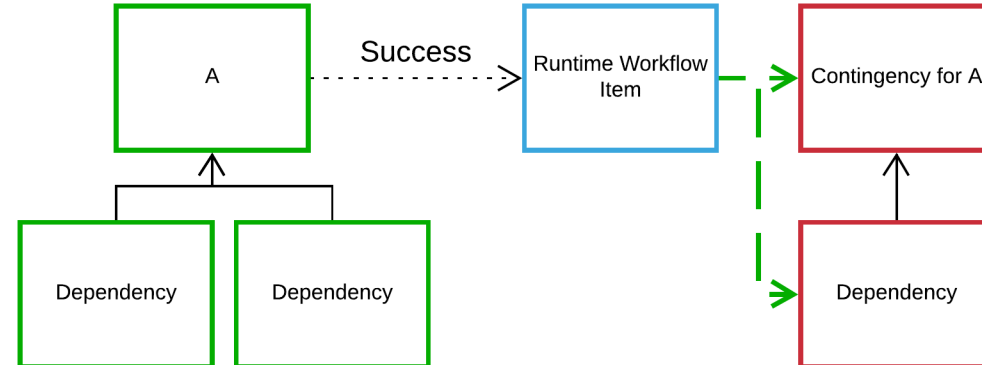 A
Success
Runtime Workflow
Item
Contingency for A
Dependency
Dependency
Dependency